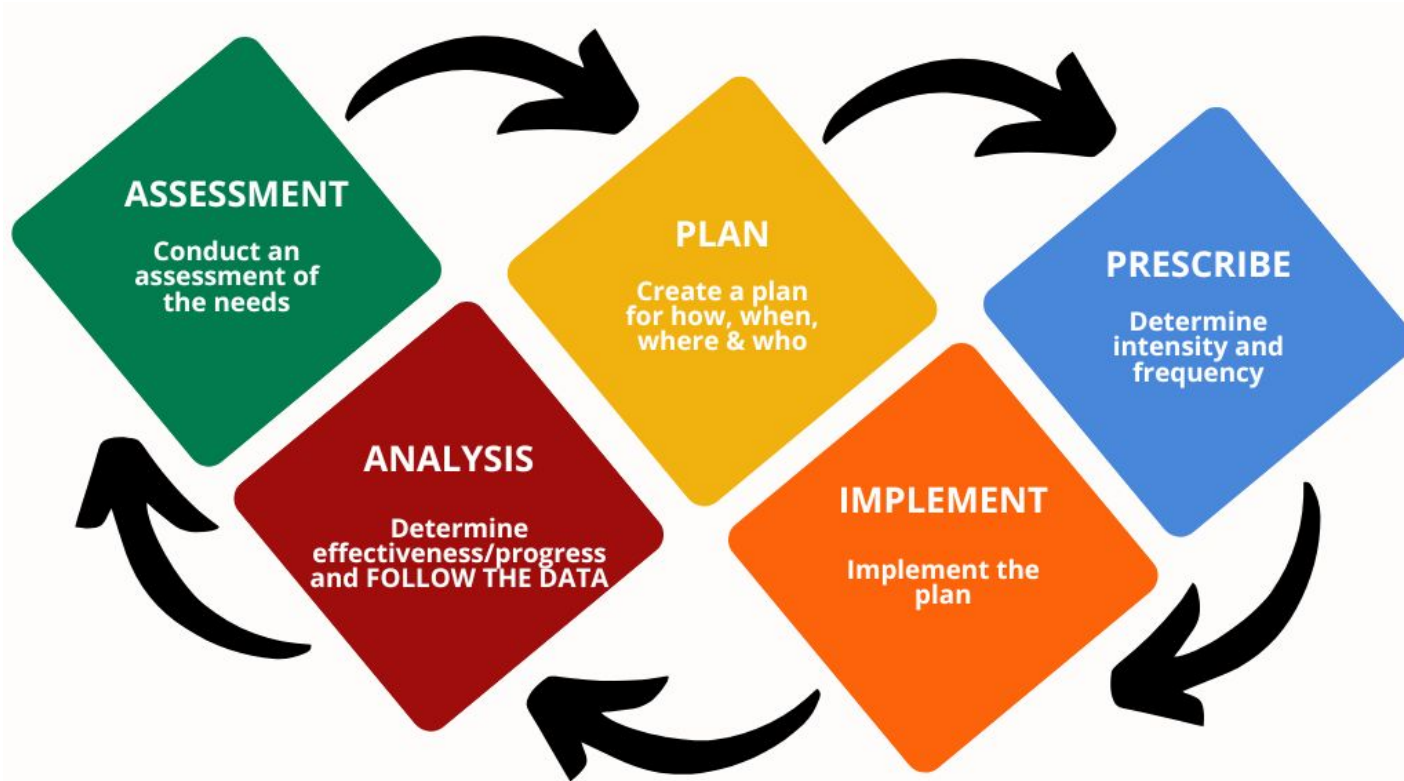 ASSESSMENT
Conduct an
assessment of
the needs
PLAN
Create a plan
for how, when,
where & who
PRESCRIBE
Determine
intensity and
frequency
IMPLEMENT
Implement the
plan
ANALYSIS
Determine
effectiveness/progress
and FOLLOW THE DATA